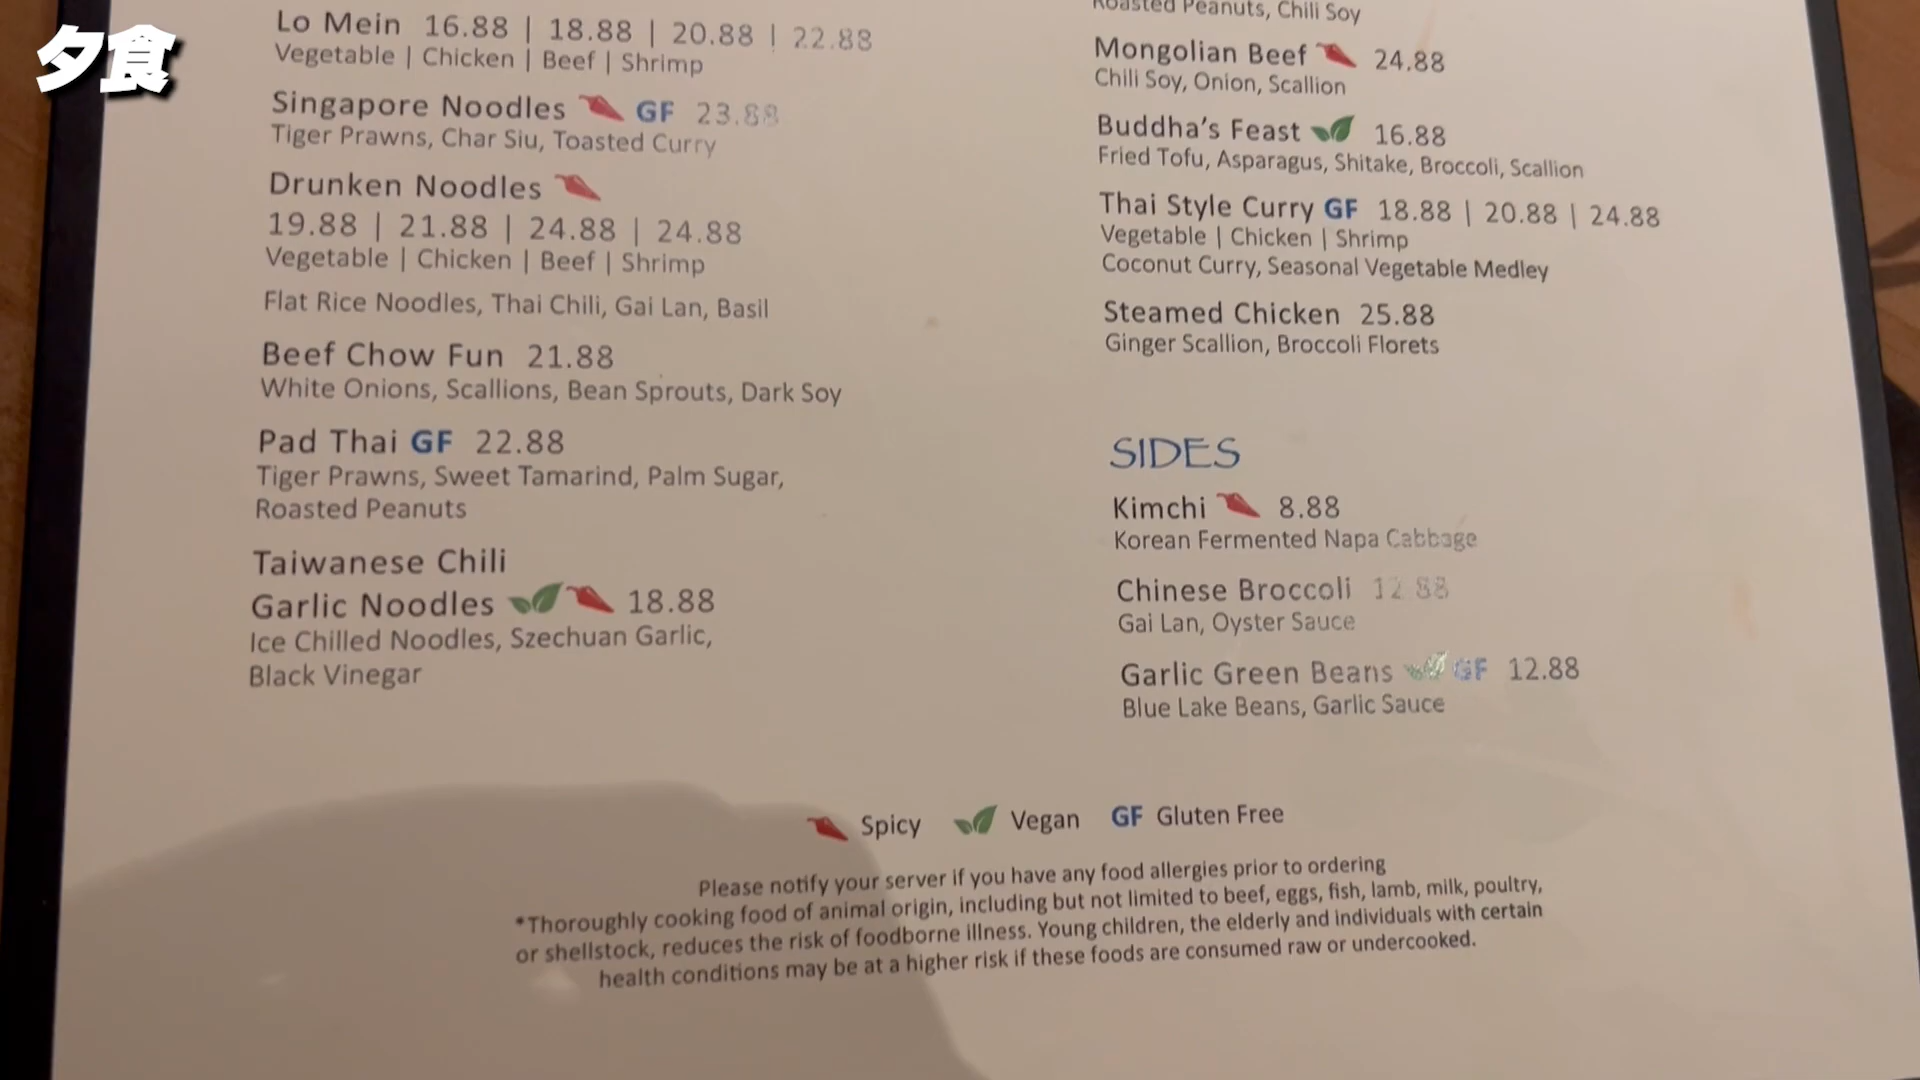 夕食
Lo Mein 16.88 | 18.88 | 20.88 | 22.88
Vegetable | Chicken | Beef | Shrimp
Singapore Noodles GF 23.88
Tiger Prawns, Char Siu, Toasted Curry
Drunken Noodles
19.88 | 21.88 | 24.88 | 24.88
Vegetable | Chicken | Beef | Shrimp
Flat Rice Noodles, Thai Chili, Gai Lan, Basil
Beef Chow Fun 21.88
White Onions, Scallions, Bean Sprouts, Dark Soy
Pad Thai GF 22.88
Tiger Prawns, Sweet Tamarind, Palm Sugar,
Roasted Peanuts
Taiwanese Chili
Garlic Noodles 18.88
Ice Chilled Noodles, Szechuan Garlic,
Black Vinegar
Roasted Peanuts, Chili Soy
Mongolian Beef 24.88
Chili Soy, Onion, Scallion
Buddha's Feast 16.88
Fried Tofu, Asparagus, Shitake, Broccoli, Scallion
Thai Style Curry GF 18.88 | 20.88 | 24.88
Vegetable | Chicken | Shrimp
Coconut Curry, Seasonal Vegetable Medley
Steamed Chicken 25.88
Ginger Scallion, Broccoli Florets
SIDES
Kimchi 8.88
Korean Fermented Napa Cabbage
Chinese Broccoli 12.88
Gai Lan, Oyster Sauce
Garlic Green Beans GF 12.88
Blue Lake Beans, Garlic Sauce
Spicy Vegan GF Gluten Free
Please notify your server if you have any food allergies prior to ordering
*Thoroughly cooking food of animal origin, including but not limited to beef, eggs, fish, lamb, milk, poultry,
or shellstock, reduces the risk of foodborne illness. Young children, the elderly and individuals with certain
health conditions may be at a higher risk if these foods are consumed raw or undercooked.